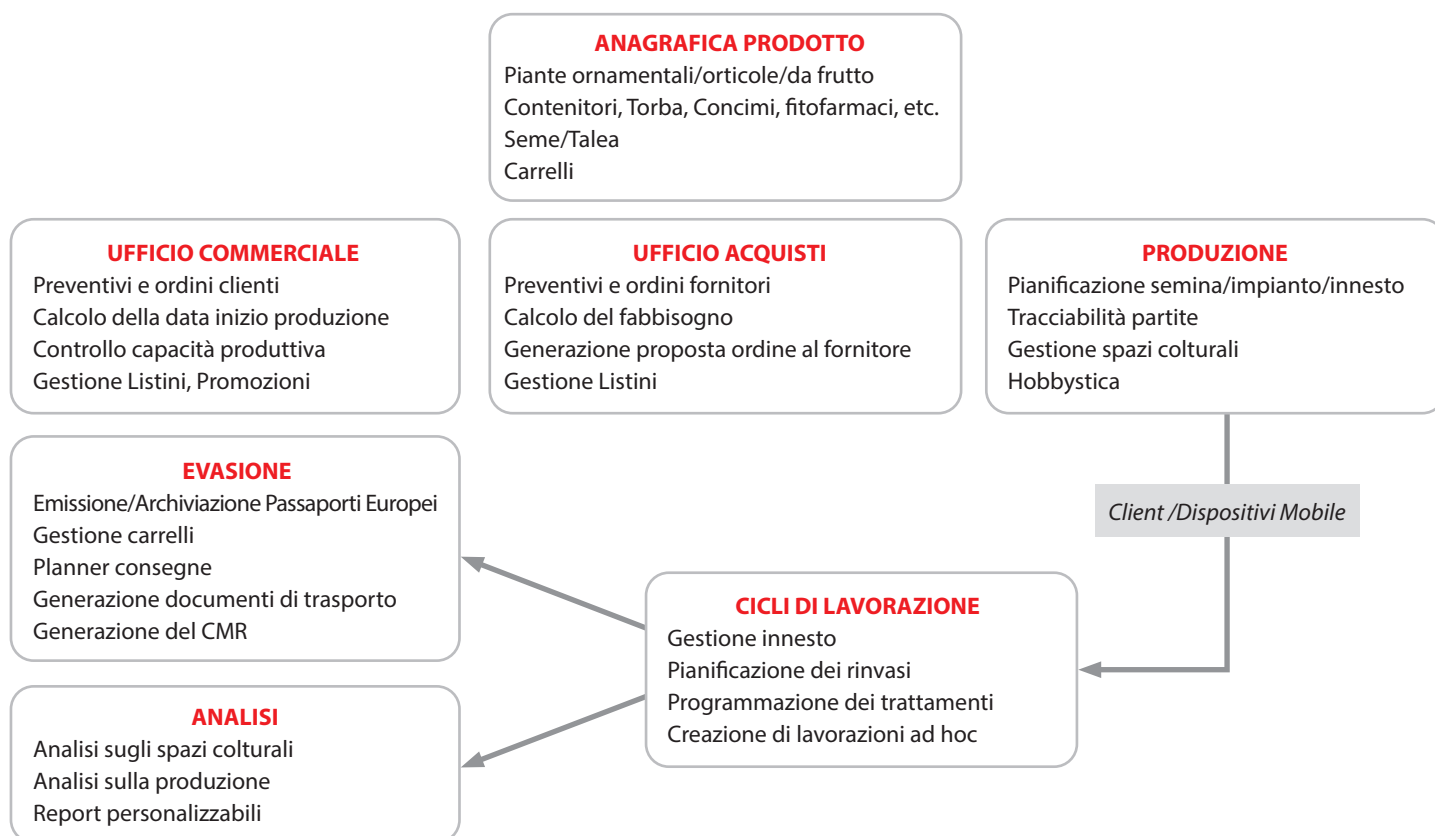 ANAGRAFICA PRODOTTO
Piante ornamentali/orticole/da frutto
Contenitori, Torba, Concimi, fitofarmaci, etc.
Seme/Talea
Carrelli
UFFICIO COMMERCIALE
Preventivi e ordini clienti
Calcolo della data inizio produzione
Controllo capacità produttiva
Gestione Listini, Promozioni
UFFICIO ACQUISTI
Preventivi e ordini fornitori
Calcolo del fabbisogno
Generazione proposta ordine al fornitore
Gestione Listini
PRODUZIONE
Pianificazione semina/impianto/innesto
Tracciabilità partite
Gestione spazi colturali
Hobbystica
Client /Dispositivi Mobile
EVASIONE
Emissione/Archiviazione Passaporti Europei
Gestione carrelli
Planner consegne
Generazione documenti di trasporto
Generazione del CMR
CICLI DI LAVORAZIONE
Gestione innesto
Pianificazione dei rinvasi
Programmazione dei trattamenti
Creazione di lavorazioni ad hoc
ANALISI
Analisi sugli spazi colturali
Analisi sulla produzione
Report personalizzabili